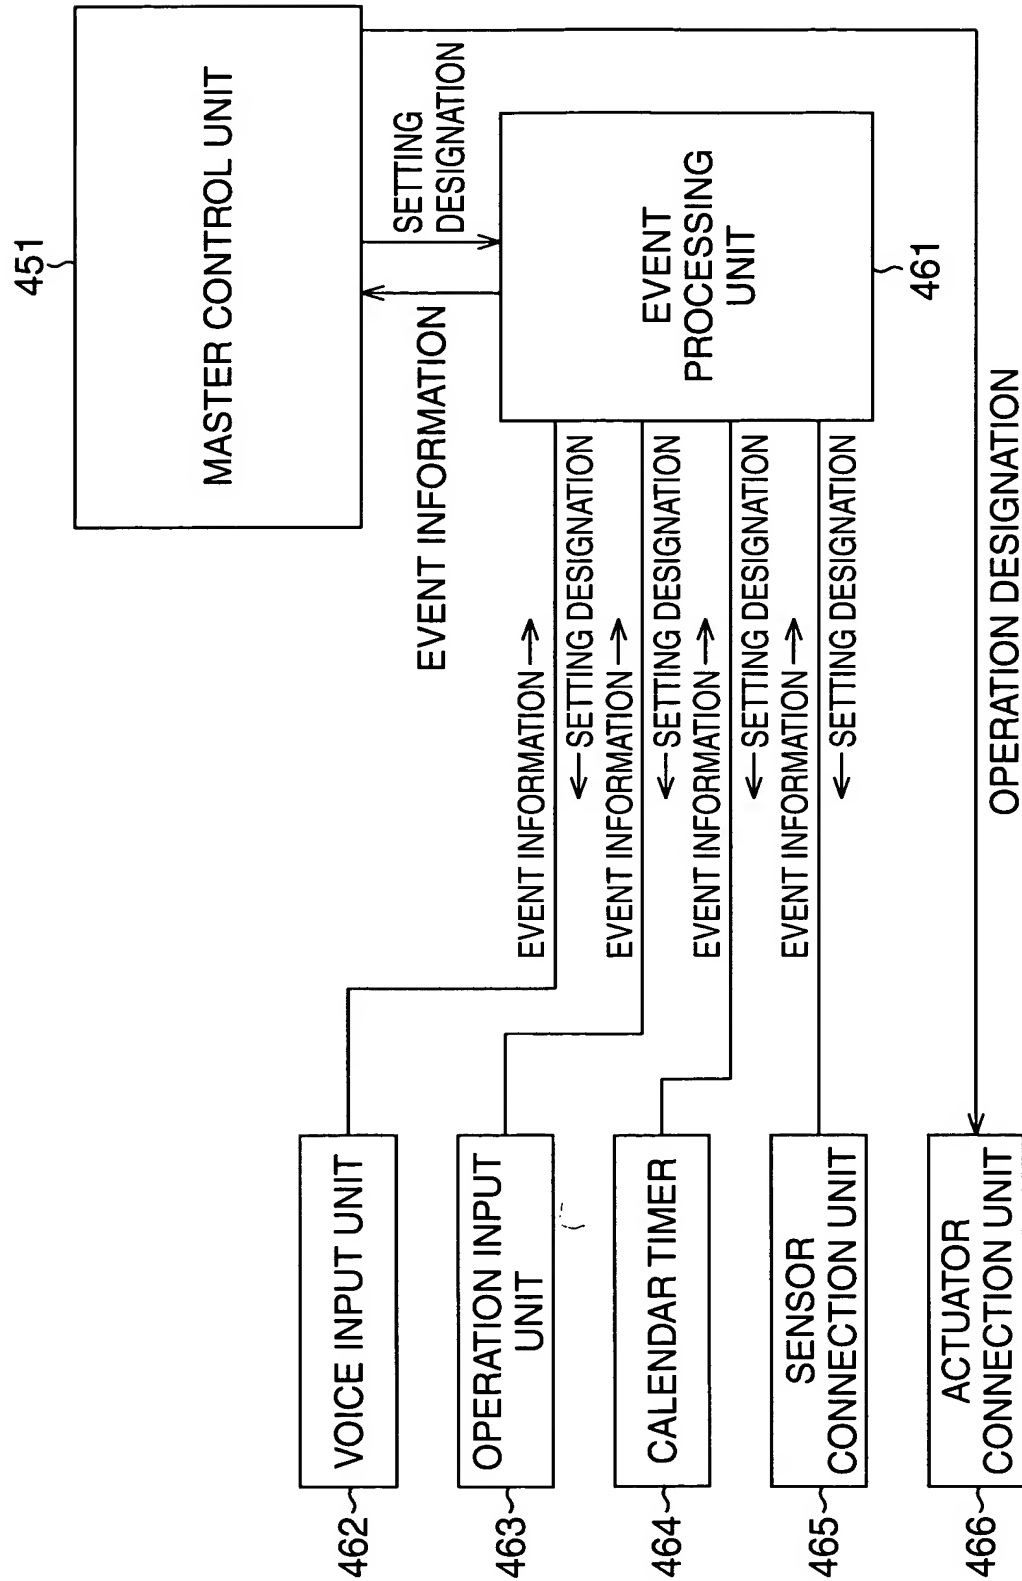 451
MASTER CONTROL UNIT
SETTING
DESIGNATION
EVENT INFORMATION
EVENT
PROCESSING
UNIT
461
EVENT INFORMATION
SETTING DESIGNATION
EVENT INFORMATION
SETTING DESIGNATION
EVENT INFORMATION
SETTING DESIGNATION
EVENT INFORMATION
SETTING DESIGNATION
OPERATION DESIGNATION
462
VOICE INPUT UNIT
463
OPERATION INPUT
UNIT
464
CALENDAR TIMER
465
SENSOR
CONNECTION UNIT
466
ACTUATOR
CONNECTION UNIT